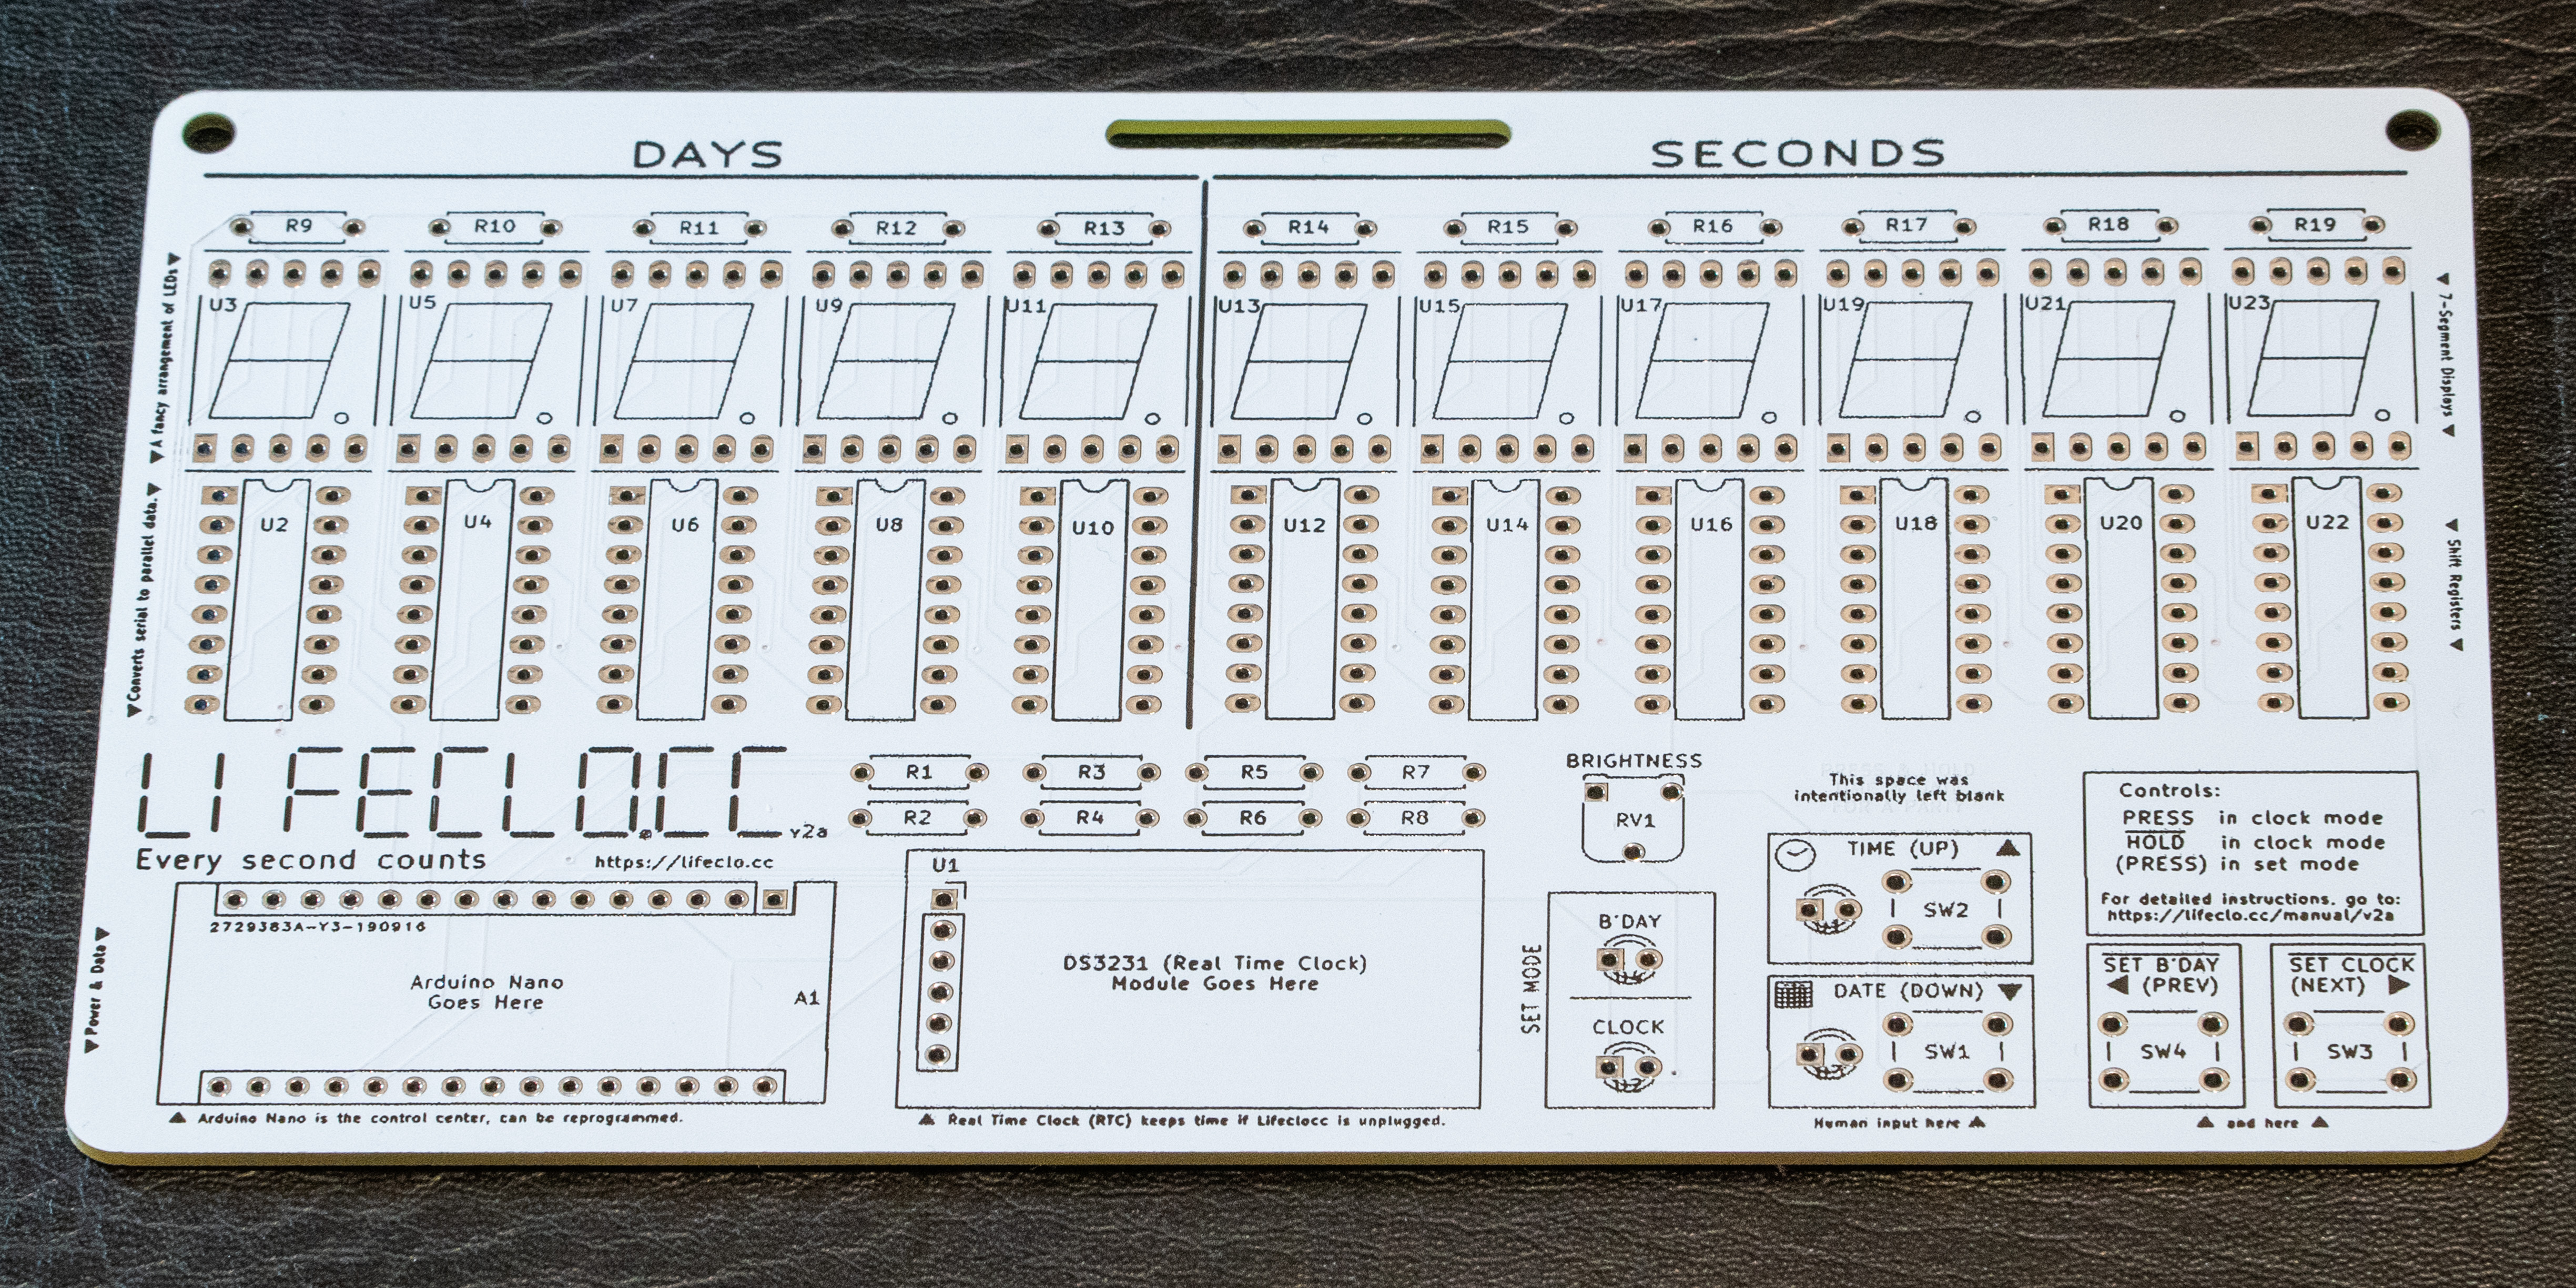 DAYS
SECONDS
R9 R10 R11 R12 R13 R14 R15 R16 R17 R18 R19
U3 U5 U7 U9 U11 U13 U15 U17 U19 U21 U23
A fancy arrangement of LEDs
7-Segment Displays
U2 U4 U6 U8 U10 U12 U14 U16 U18 U20 U22
Converts serial to parallel data.
Shift Registers
LIFECLO.CC v2a
Every second counts
https://lifeclo.cc
R1 R3 R5 R7
R2 R4 R6 R8
BRIGHTNESS
RV1
This space was
intentionally left blank
Controls:
PRESS in clock mode
HOLD in clock mode
(PRESS) in set mode
For detailed instructions, go to:
https://lifeclo.cc/manual/v2a
Power & Data
2729383A-Y3-190916
Arduino Nano
Goes Here
A1
Arduino Nano is the control center, can be reprogrammed.
U1
DS3231 (Real Time Clock)
Module Goes Here
Real Time Clock (RTC) keeps time if Lifeclocc is unplugged.
SET MODE
B'DAY
CLOCK
TIME (UP)
SW2
DATE (DOWN)
SW1
Human input here
SET B'DAY
(PREV)
SW4
SET CLOCK
(NEXT)
SW3
and here